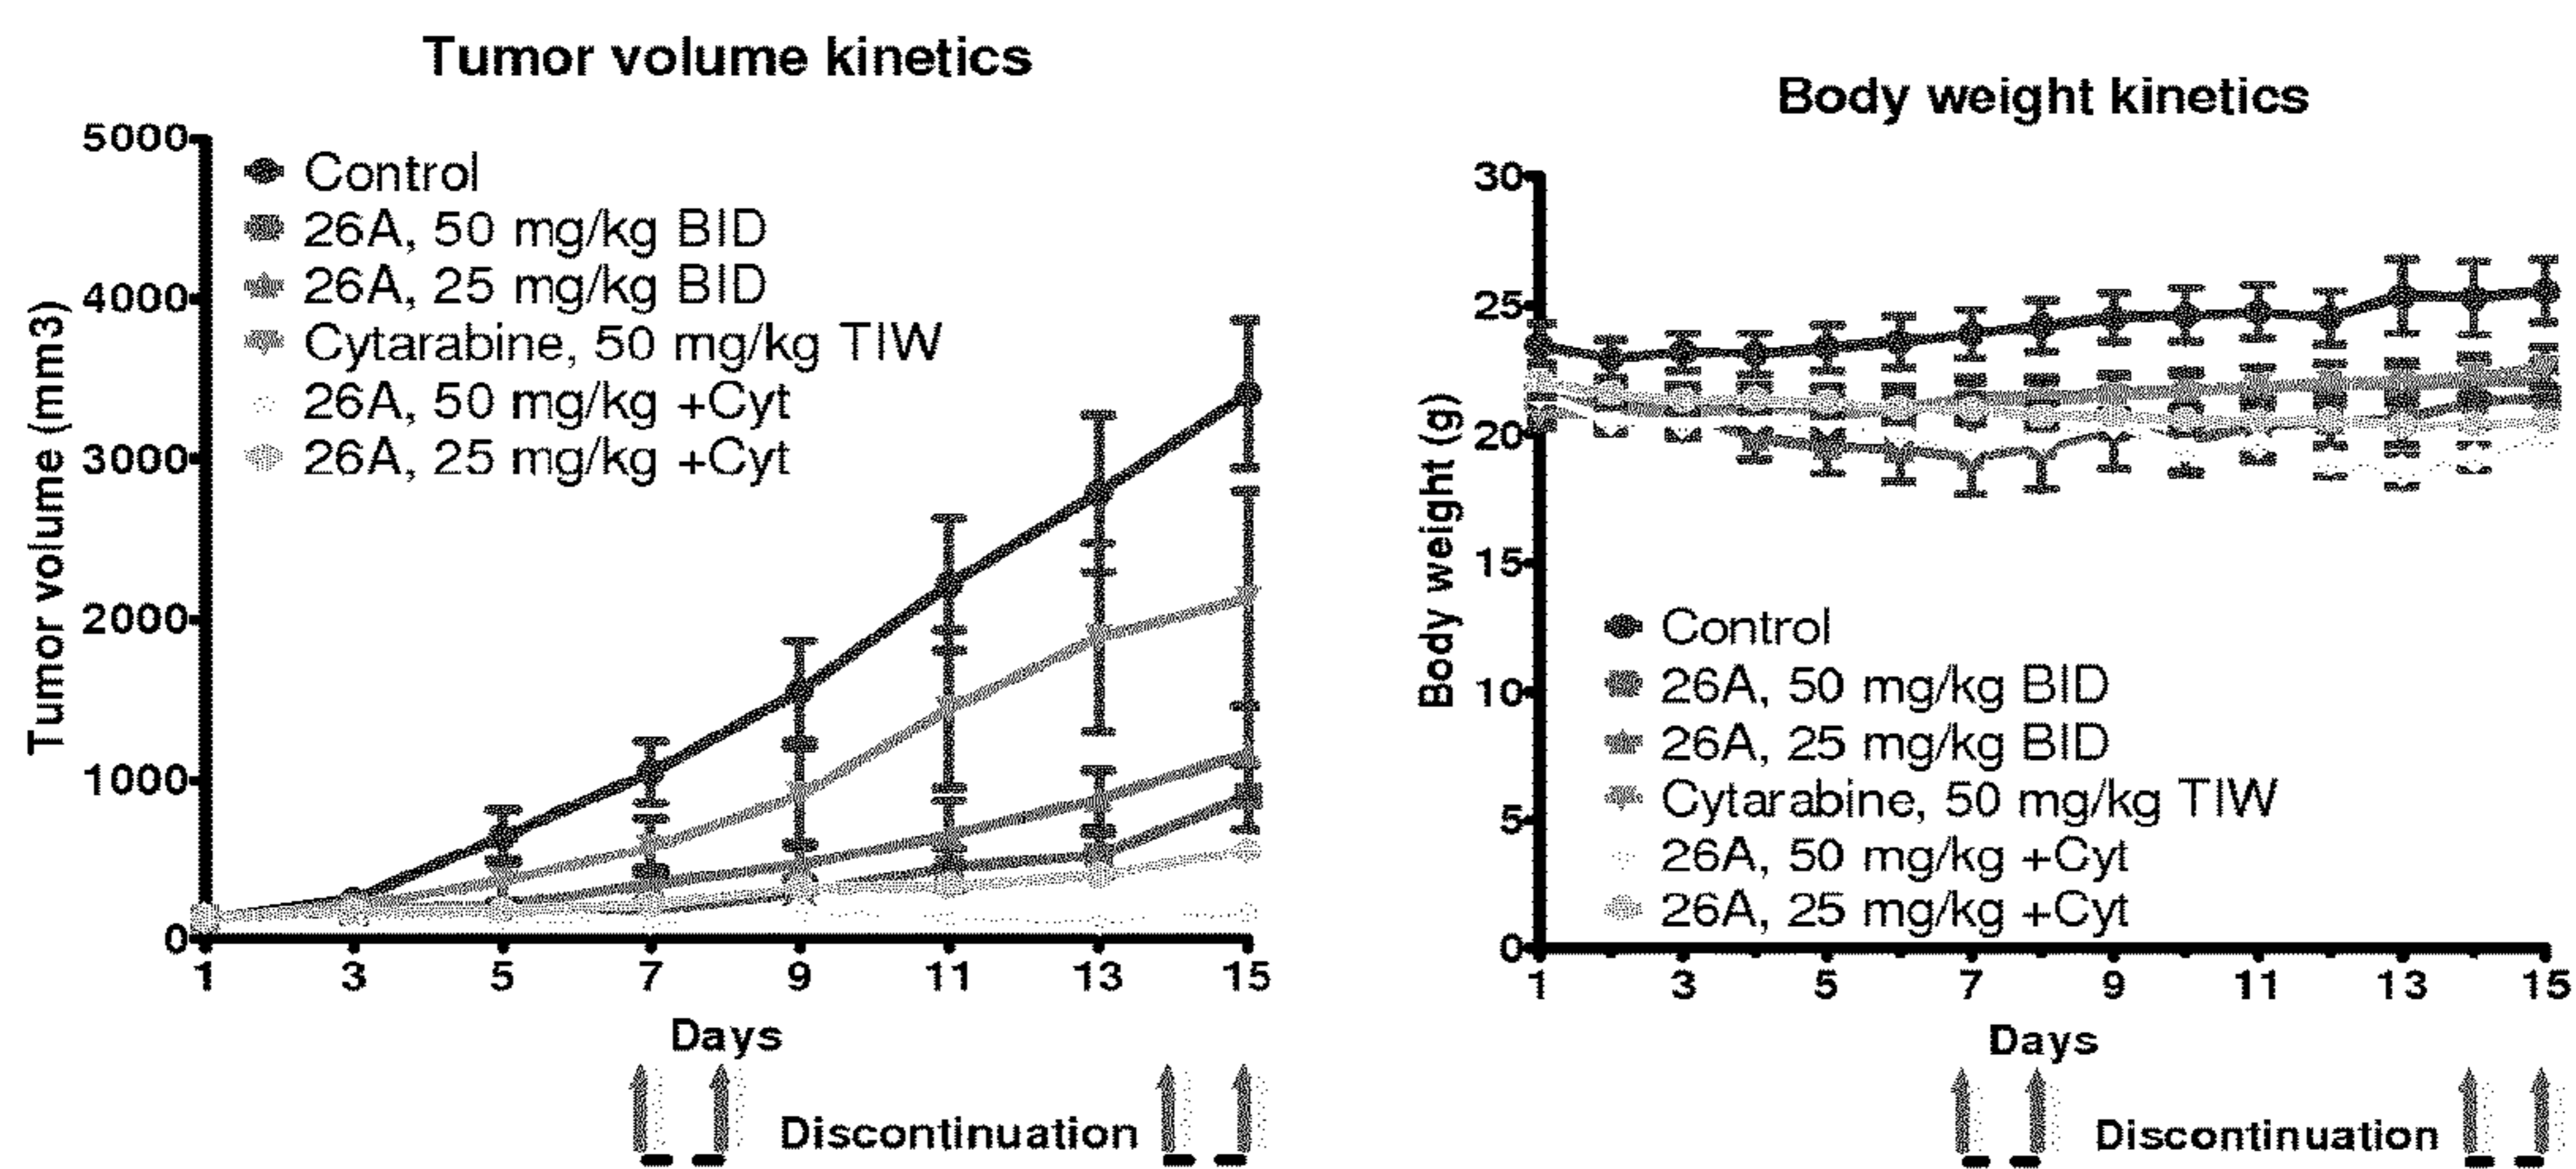 Tumor volume kinetics
5000
4000
3000
2000
1000
0
Tumor volume (mm3)
Control
26A, 50 mg/kg BID
26A, 25 mg/kg BID
Cytarabine, 50 mg/kg TIW
26A, 50 mg/kg +Cyt
26A, 25 mg/kg +Cyt
1 3 5 7 9 11 13 15
Days
Discontinuation
Body weight kinetics
30
25
20
15
10
5
0
Body weight (g)
Control
26A, 50 mg/kg BID
26A, 25 mg/kg BID
Cytarabine, 50 mg/kg TIW
26A, 50 mg/kg +Cyt
26A, 25 mg/kg +Cyt
1 3 5 7 9 11 13 15
Days
Discontinuation